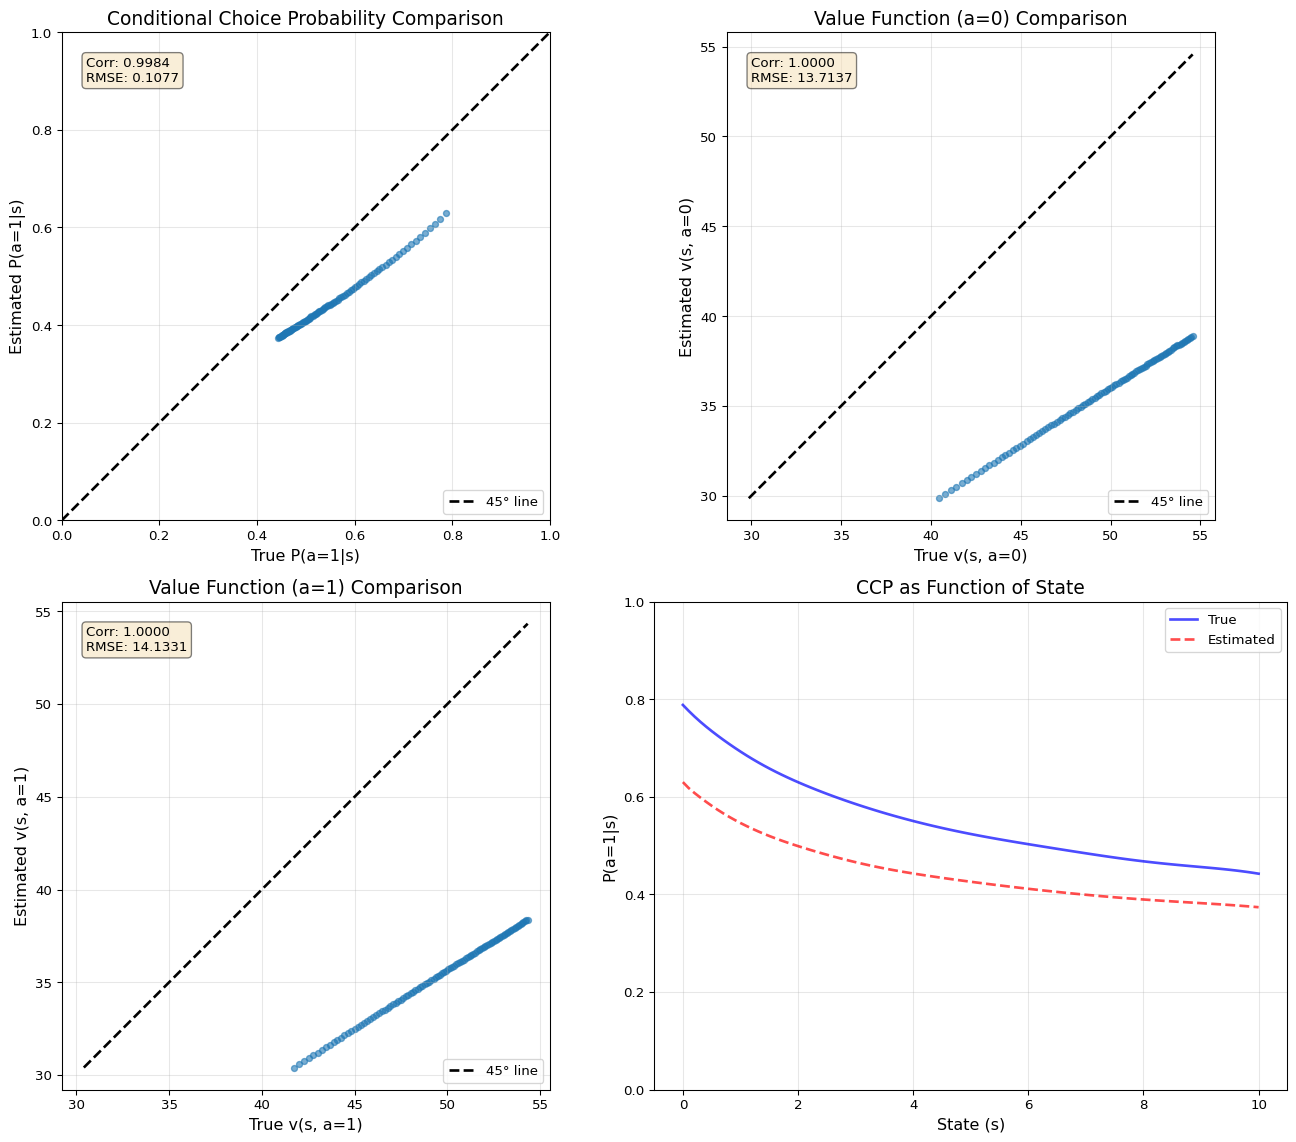 Conditional Choice Probability Comparison
Corr: 0.9984
RMSE: 0.1077
Estimated P(a=1|s)
1.0
0.8
0.6
0.4
0.2
0.0
0.0 0.2 0.4 0.6 0.8 1.0
45° line
True P(a=1|s)
Value Function (a=0) Comparison
Corr: 1.0000
RMSE: 13.7137
Estimated v(s, a=0)
55
50
45
40
35
30
30 35 40 45 50 55
45° line
True v(s, a=0)
Value Function (a=1) Comparison
Corr: 1.0000
RMSE: 14.1331
Estimated v(s, a=1)
55
50
45
40
35
30
30 35 40 45 50 55
45° line
True v(s, a=1)
CCP as Function of State
True
Estimated
P(a=1|s)
1.0
0.8
0.6
0.4
0.2
0.0
0 2 4 6 8 10
State (s)